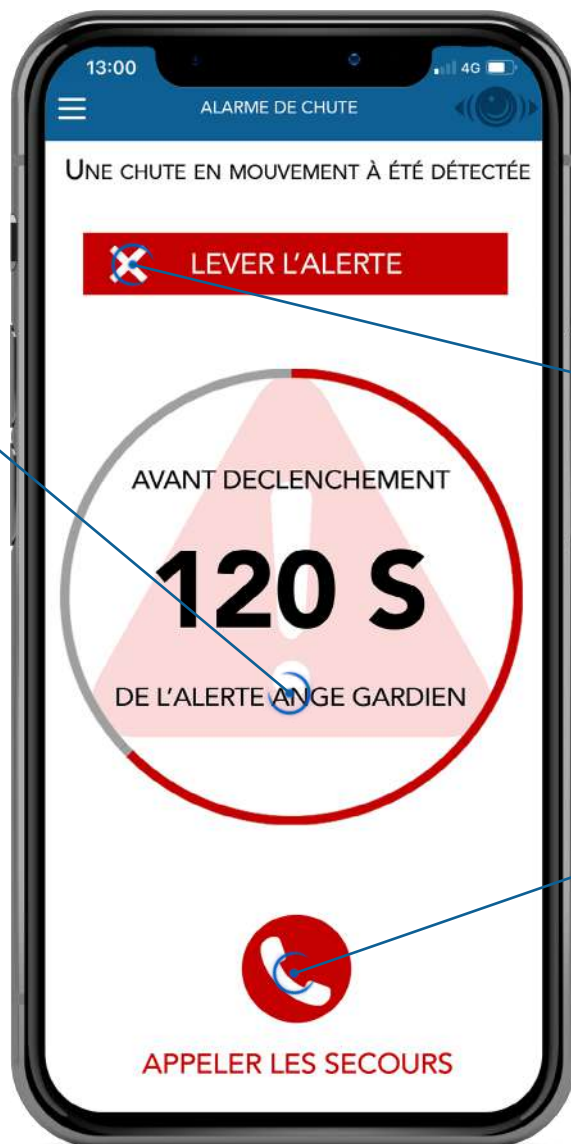 13:00 4G
ALARME DE CHUTE
UNE CHUTE EN MOUVEMENT À ÉTÉ DÉTECTÉE
LEVER L'ALERTE
AVANT DECLENCHEMENT
120 S
DE L'ALERTE ANGE GARDIEN
APPELER LES SECOURS